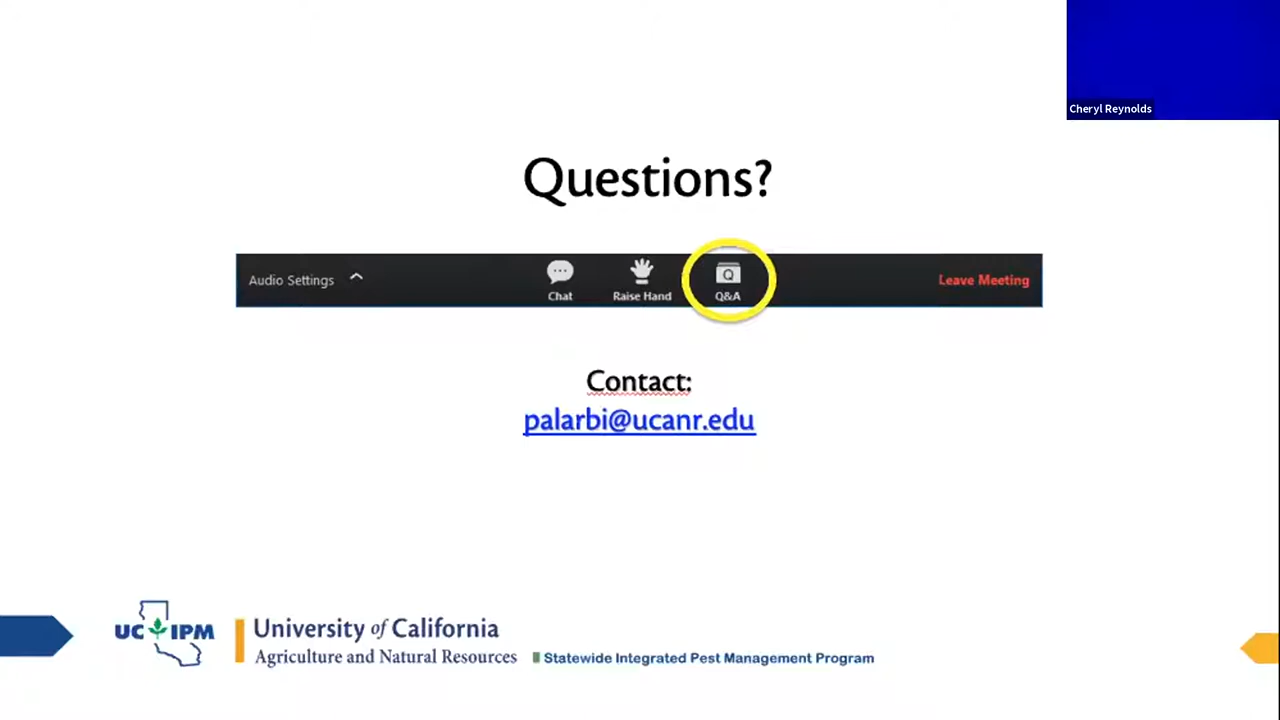 Cheryl Reynolds
Questions?
Audio Settings
Chat
Raise Hand
Q
Q&A
Leave Meeting
Contact:
palarbi@ucanr.edu
UC IPM
University of California
Agriculture and Natural Resources
Statewide Integrated Pest Management Program